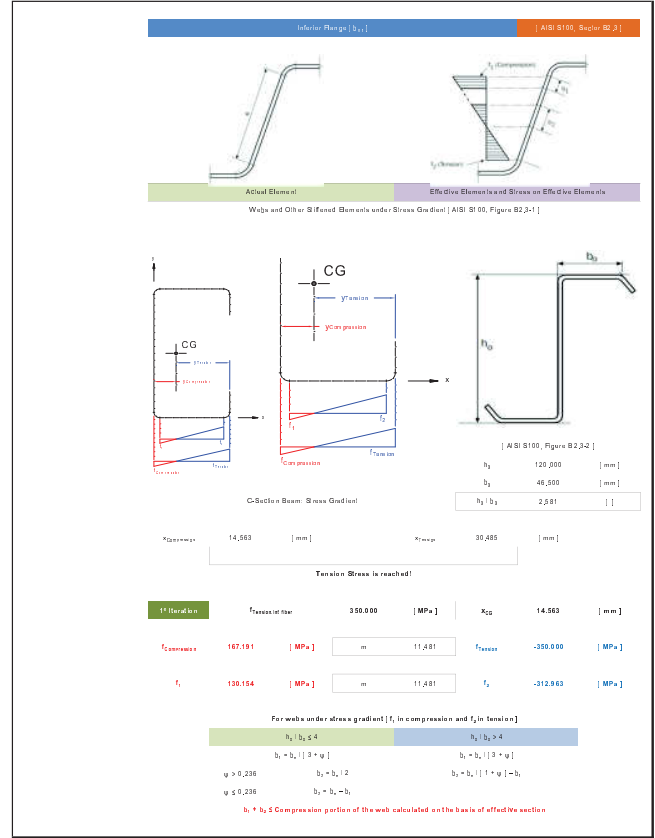 Inferior Flange [ b e f ] [ AISI S100, Sector B2,3 ]
f₁ (Compression)
b₁
b₂
f₂ (Tension)
Actual Element Effective Elements and Stress on Effective Elements
Webs and Other Stiffened Elements under Stress Gradient [ AISI S100, Figure B2,3-1 ]
b₀
CG
yTension
yCompression
CG
h₀
x
f₂
f₁
fTension
fCompression
[ AISI S100, Figure B2,3-2 ]
h₀ 120,000 [ mm ]
b₀ 46,500 [ mm ]
C-Section Beam: Stress Gradient
h₀ / b₀ 2,581 [ ]
xCompression 14,563 [ mm ] xTension 30,485 [ mm ]
Tension Stress is reached!
1ª Iteration fTension.Inf fiber 350.000 [ MPa ] xCG 14.563 [ mm ]
fCompression 167.191 [ MPa ] m 11,481 fTension -350.000 [ MPa ]
f₁ 130.154 [ MPa ] m 11,481 f₂ -312.963 [ MPa ]
For webs under stress gradient [ f₁ in compression and f₂ in tension ]
h₀ / b₀ ≤ 4 h₀ / b₀ > 4
b₁ = bₑ / [ 3 + ψ ] b₁ = bₑ / [ 3 + ψ ]
ψ > 0,236 b₂ = bₑ / 2 b₂ = bₑ / [ 1 + ψ ] – b₁
ψ ≤ 0,236 b₂ = bₑ – b₁
b₁ + b₂ ≤ Compression portion of the web calculated on the basis of effective section